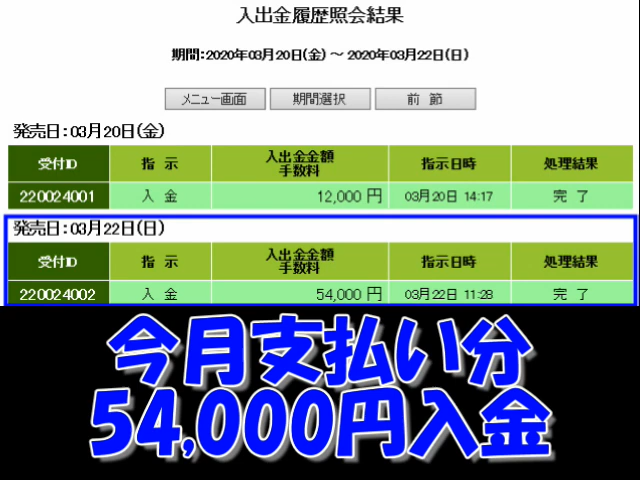 入出金履歴照会結果
期間:2020年03月20日(金) ～ 2020年03月22日(日)
メニュー画面 期間選択 前 節
発売日:03月20日(金)
受付ID 指 示 入出金金額 手数料 指示日時 処理結果
220024001 入 金 12,000 円 03月20日 14:17 完 了
発売日:03月22日(日)
受付ID 指 示 入出金金額 手数料 指示日時 処理結果
220024002 入 金 54,000 円 03月22日 11:28 完 了
今月支払い分
54,000円入金